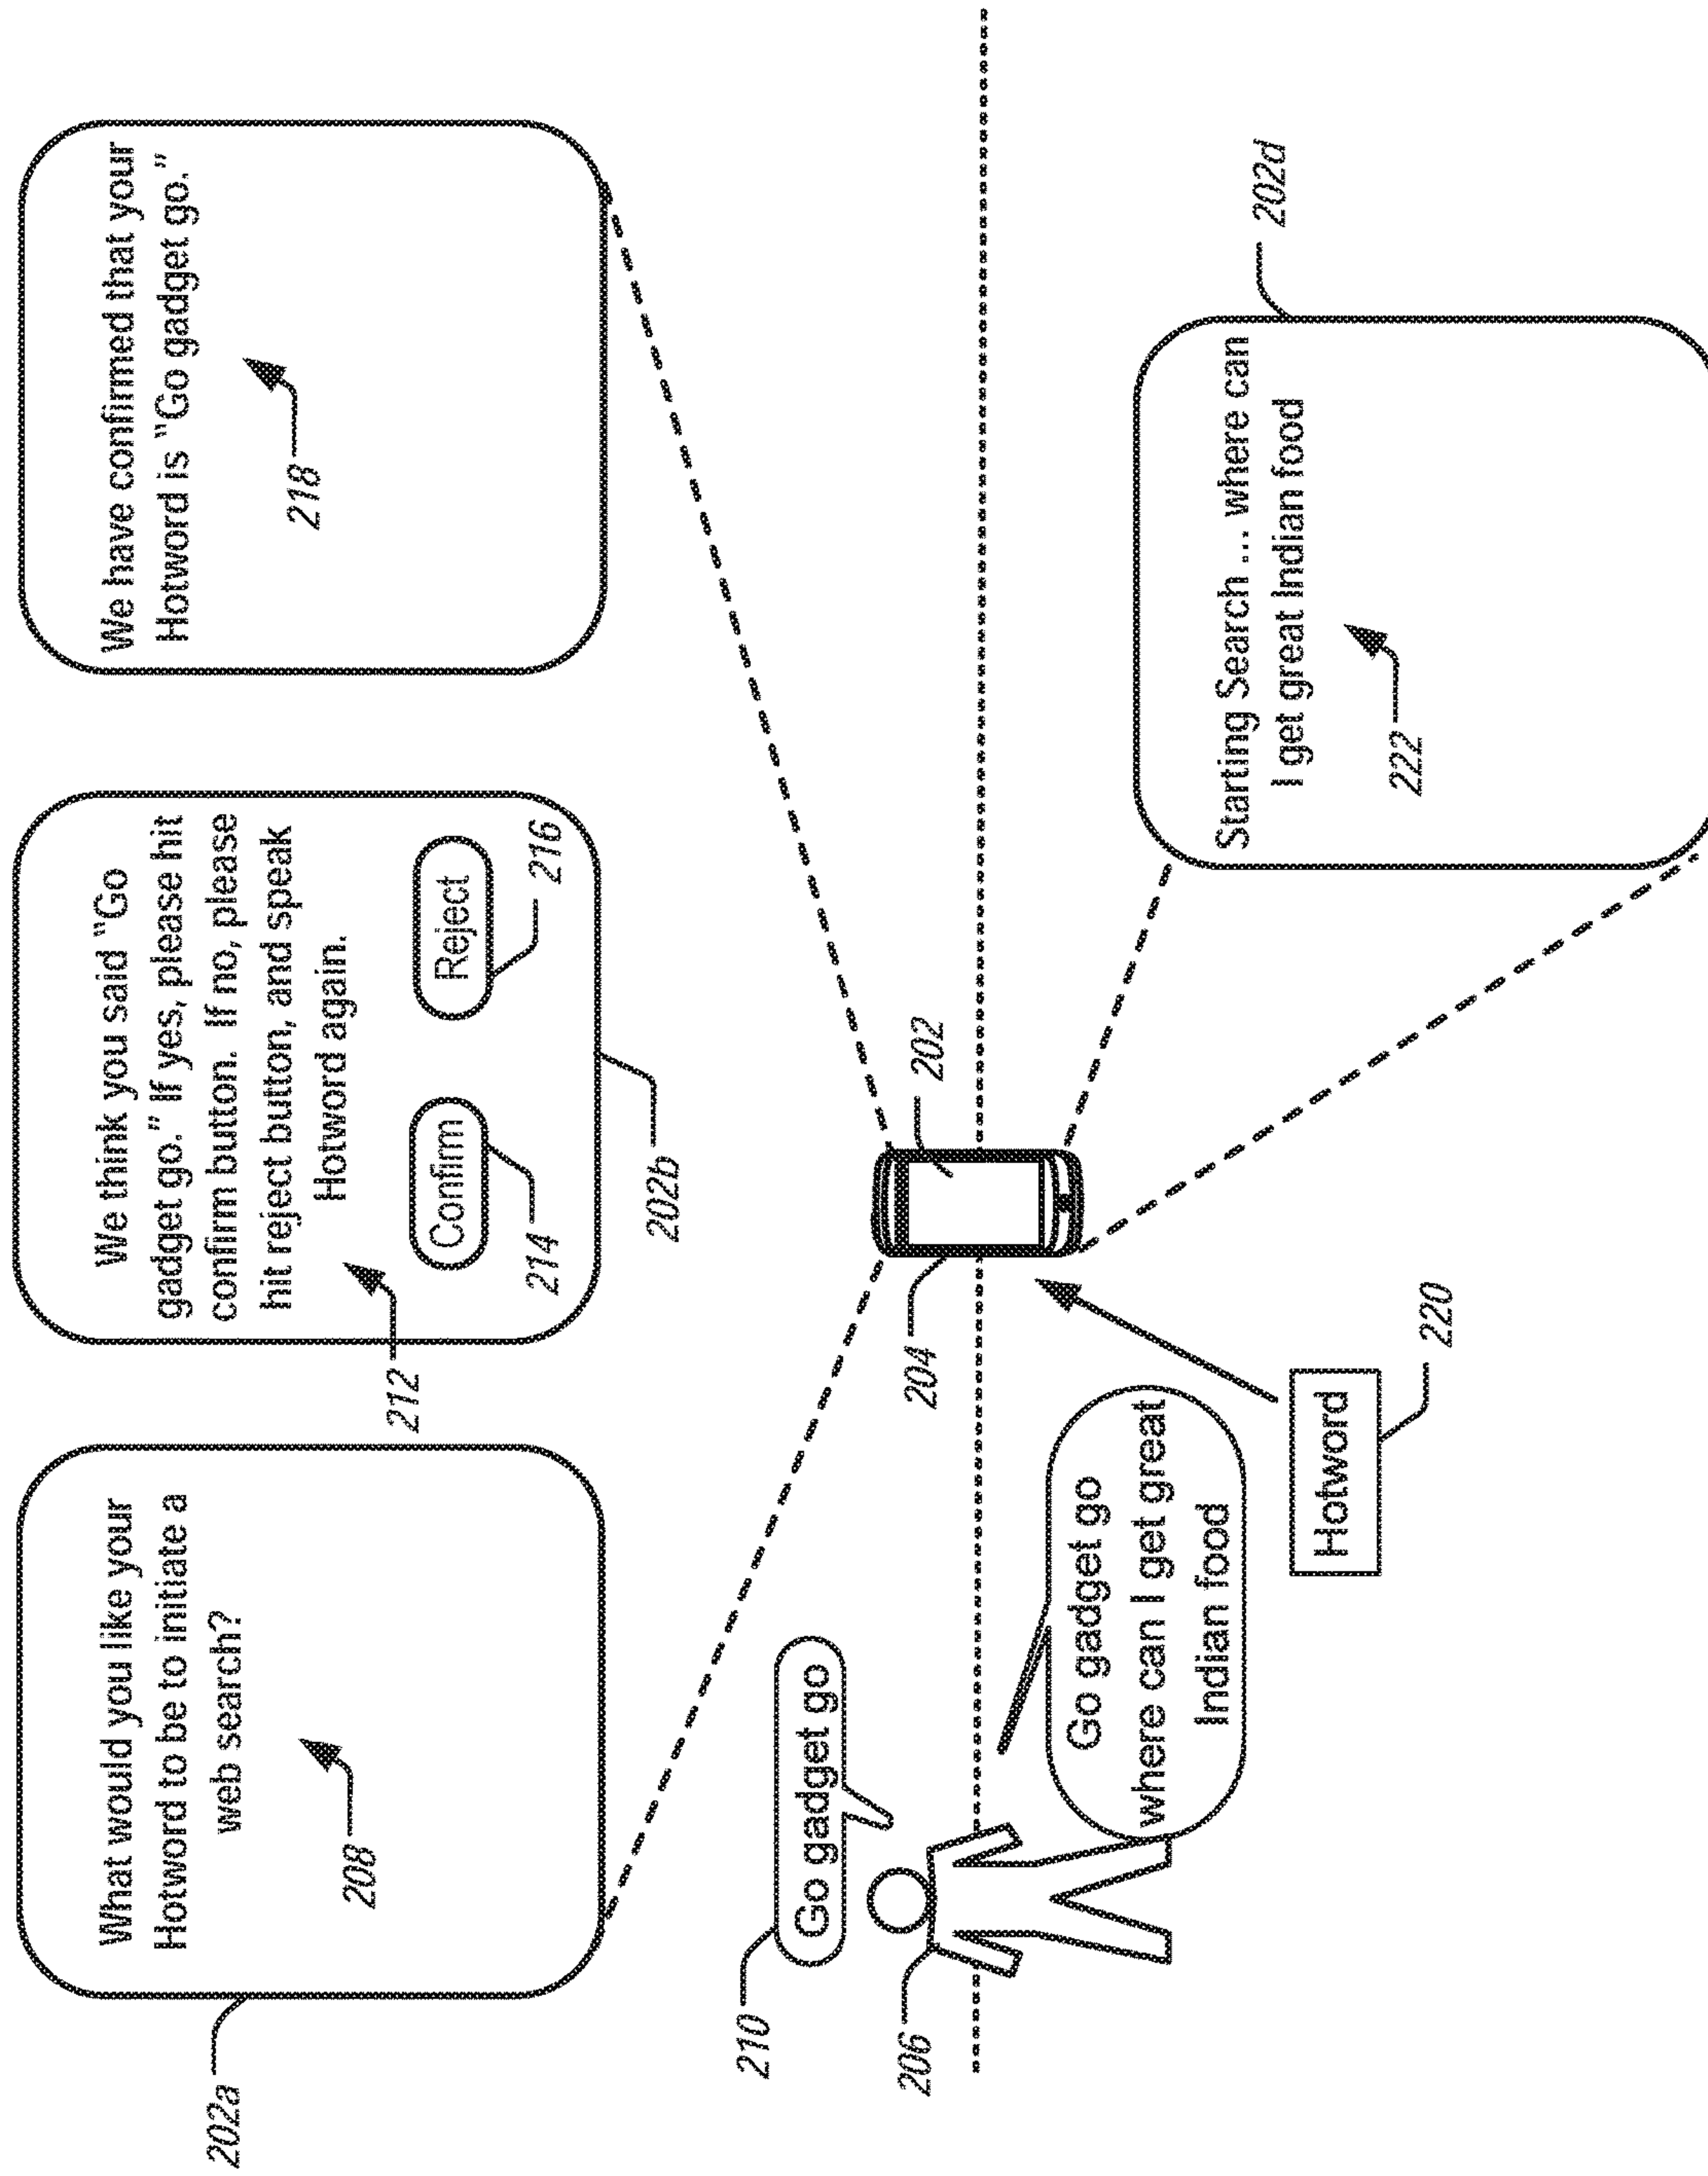 202a
What would you like your
Hotword to be to initiate a
web search?
208
We think you said "Go
gadget go." If yes, please hit
confirm button. If no, please
hit reject button, and speak
Hotword again.
212
Confirm
Reject
214
216
202b
We have confirmed that your
Hotword is "Go gadget go."
218
210
Go gadget go
206
204
202
Go gadget go
where can I get great
Indian food
Hotword
220
Starting Search ... where can
I get great Indian food
222
202d